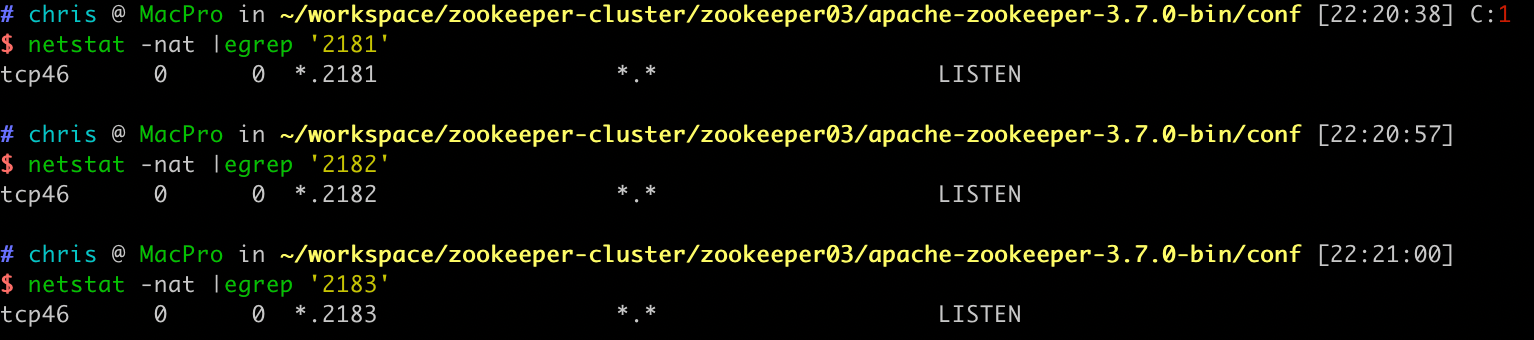 # chris @ MacPro in ~/workspace/zookeeper-cluster/zookeeper03/apache-zookeeper-3.7.0-bin/conf [22:20:38] C:1
$ netstat -nat |egrep '2181'
tcp46      0      0  *.2181                 *.*                    LISTEN
# chris @ MacPro in ~/workspace/zookeeper-cluster/zookeeper03/apache-zookeeper-3.7.0-bin/conf [22:20:57]
$ netstat -nat |egrep '2182'
tcp46      0      0  *.2182                 *.*                    LISTEN
# chris @ MacPro in ~/workspace/zookeeper-cluster/zookeeper03/apache-zookeeper-3.7.0-bin/conf [22:21:00]
$ netstat -nat |egrep '2183'
tcp46      0      0  *.2183                 *.*                    LISTEN